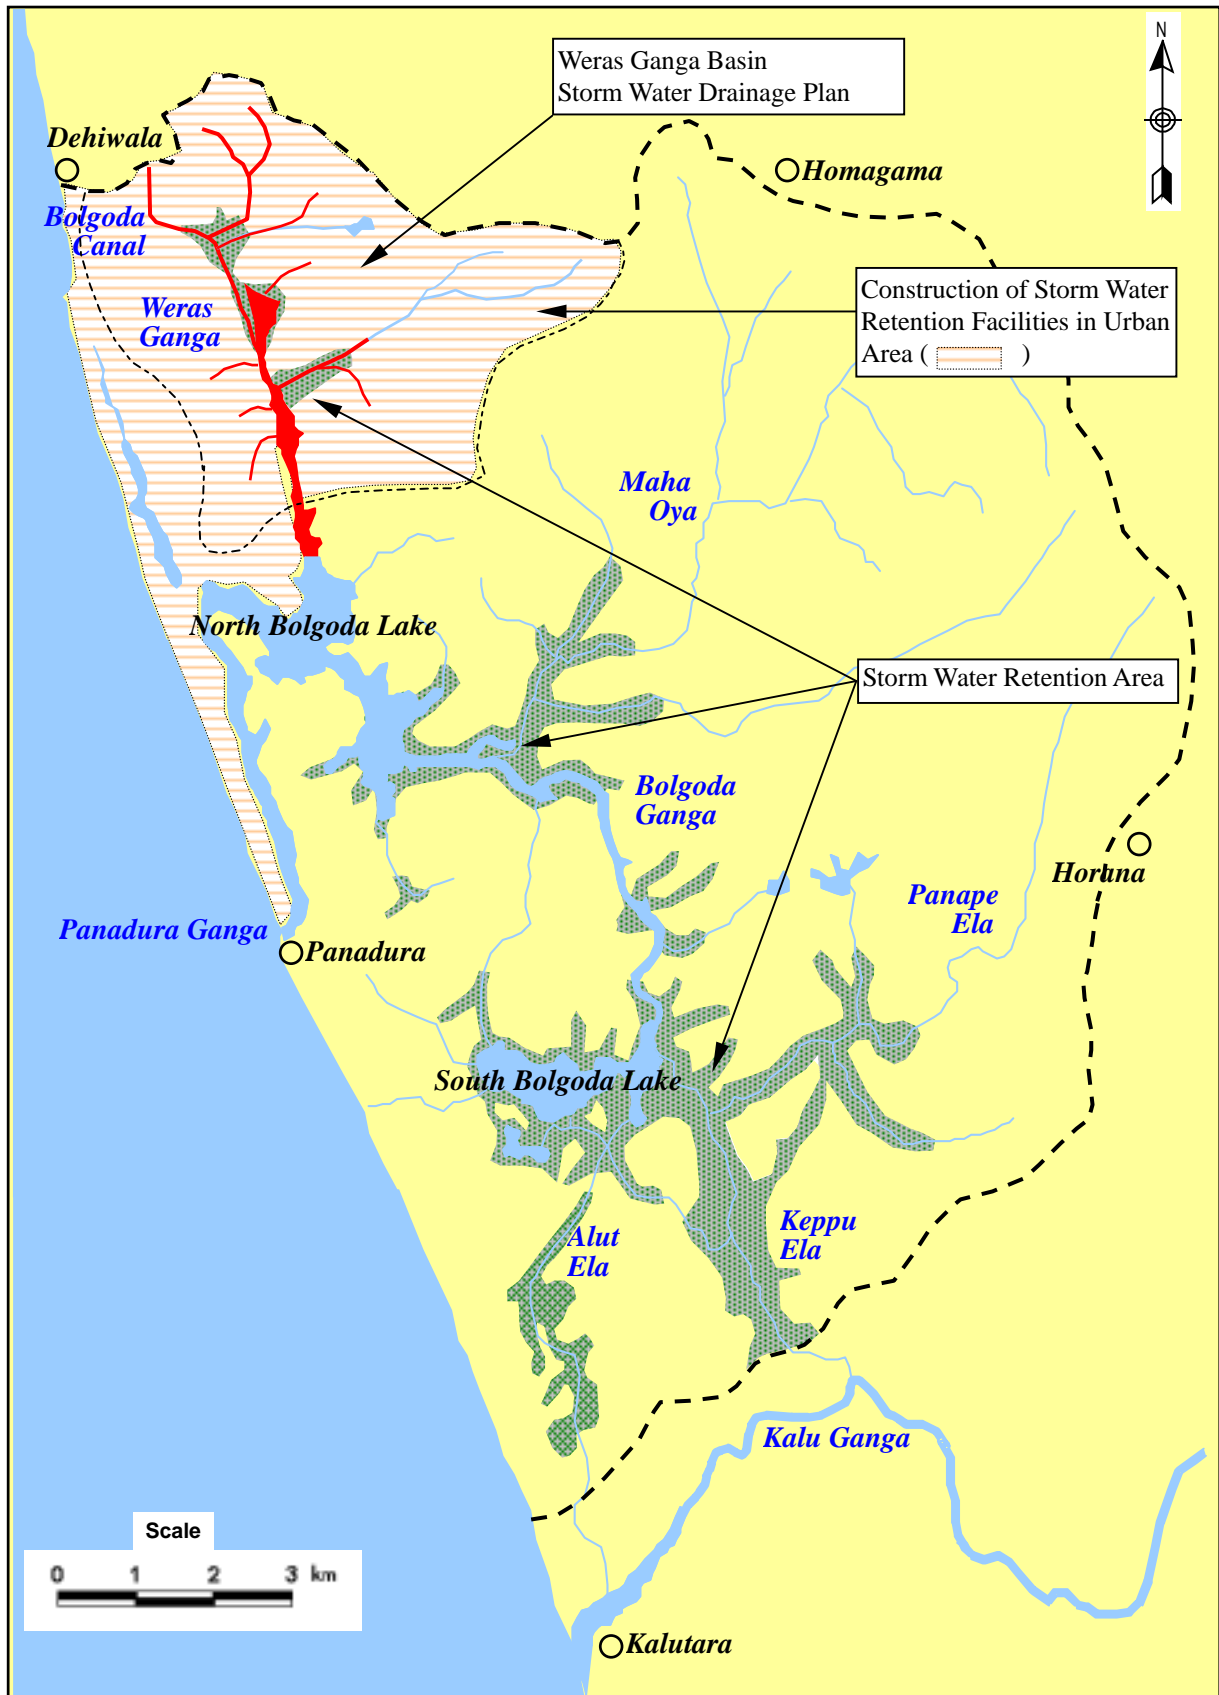 N
Weras Ganga Basin
Storm Water Drainage Plan
Dehiwala
Homagama
Bolgoda
Canal
Construction of Storm Water
Retention Facilities in Urban
Area ( )
Weras
Ganga
Maha
Oya
North Bolgoda Lake
Storm Water Retention Area
Bolgoda
Ganga
Horana
Panape
Ela
Panadura Ganga
Panadura
South Bolgoda Lake
Alut
Ela
Keppu
Ela
Kalu Ganga
Scale
0 1 2 3 km
Kalutara